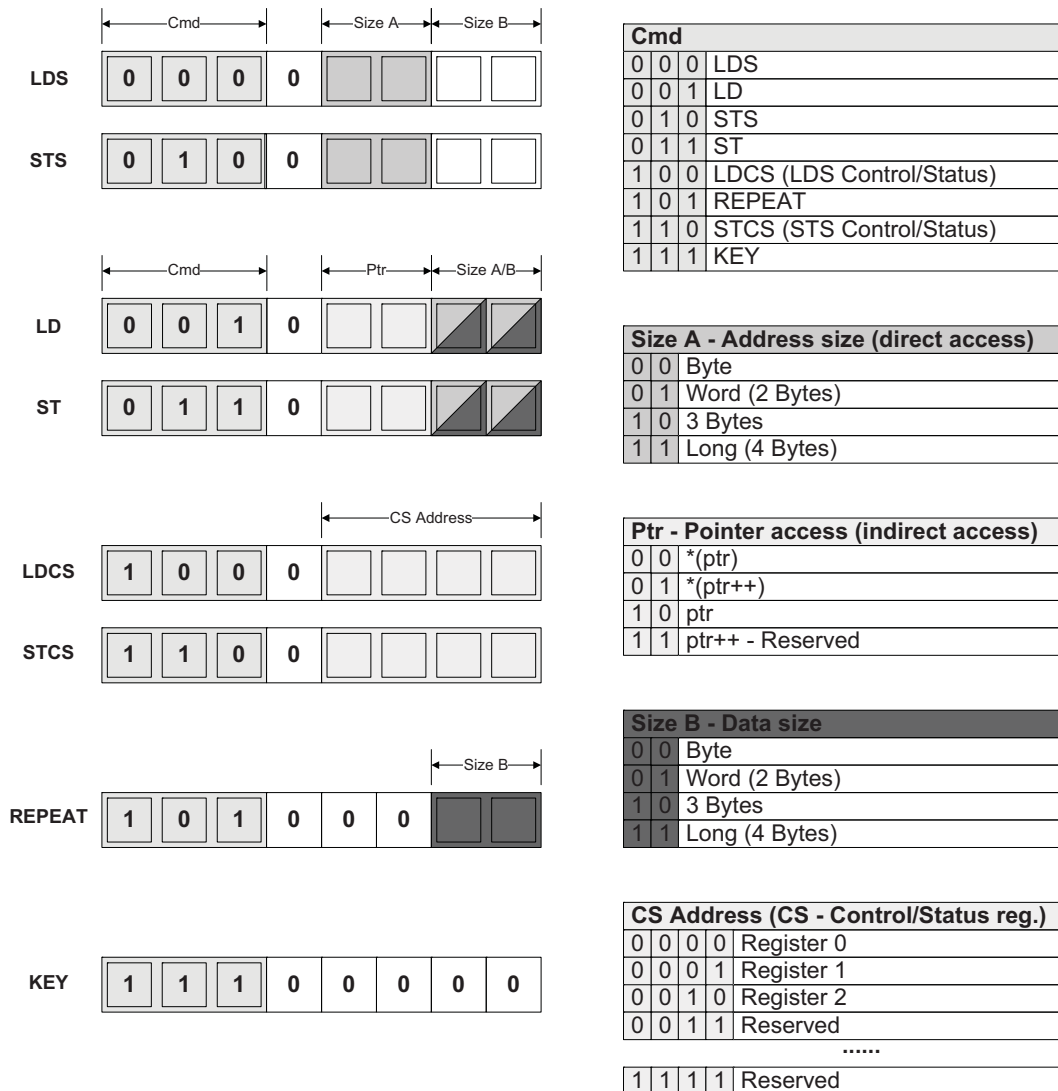 Cmd Size A Size B
LDS 0 0 0 0
STS 0 1 0 0
Cmd Ptr Size A/B
LD 0 0 1 0
ST 0 1 1 0
CS Address
LDCS 1 0 0 0
STCS 1 1 0 0
Size B
REPEAT 1 0 1 0 0 0
KEY 1 1 1 0 0 0 0 0
Cmd
0 0 0 LDS
0 0 1 LD
0 1 0 STS
0 1 1 ST
1 0 0 LDCS (LDS Control/Status)
1 0 1 REPEAT
1 1 0 STCS (STS Control/Status)
1 1 1 KEY
Size A - Address size (direct access)
0 0 Byte
0 1 Word (2 Bytes)
1 0 3 Bytes
1 1 Long (4 Bytes)
Ptr - Pointer access (indirect access)
0 0 *(ptr)
0 1 *(ptr++)
1 0 ptr
1 1 ptr++ - Reserved
Size B - Data size
0 0 Byte
0 1 Word (2 Bytes)
1 0 3 Bytes
1 1 Long (4 Bytes)
CS Address (CS - Control/Status reg.)
0 0 0 0 Register 0
0 0 0 1 Register 1
0 0 1 0 Register 2
0 0 1 1 Reserved
......
1 1 1 1 Reserved